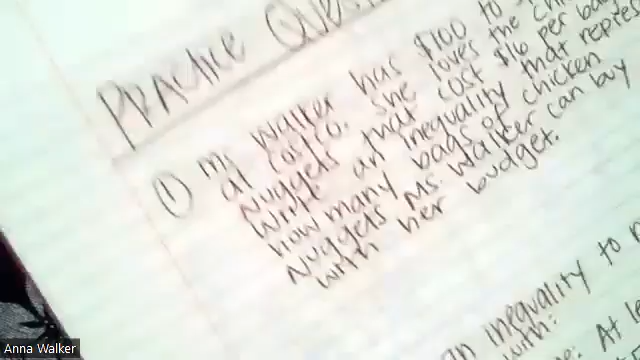 Practice
① Ms. Walker has $100 to
at Costco. She loves the
Nuggets that cost $16 per bag
Write an inequality that
how many bags of chicken
Nuggets Ms. Walker can buy
with her budget.
an inequality to
with:
At
Anna Walker